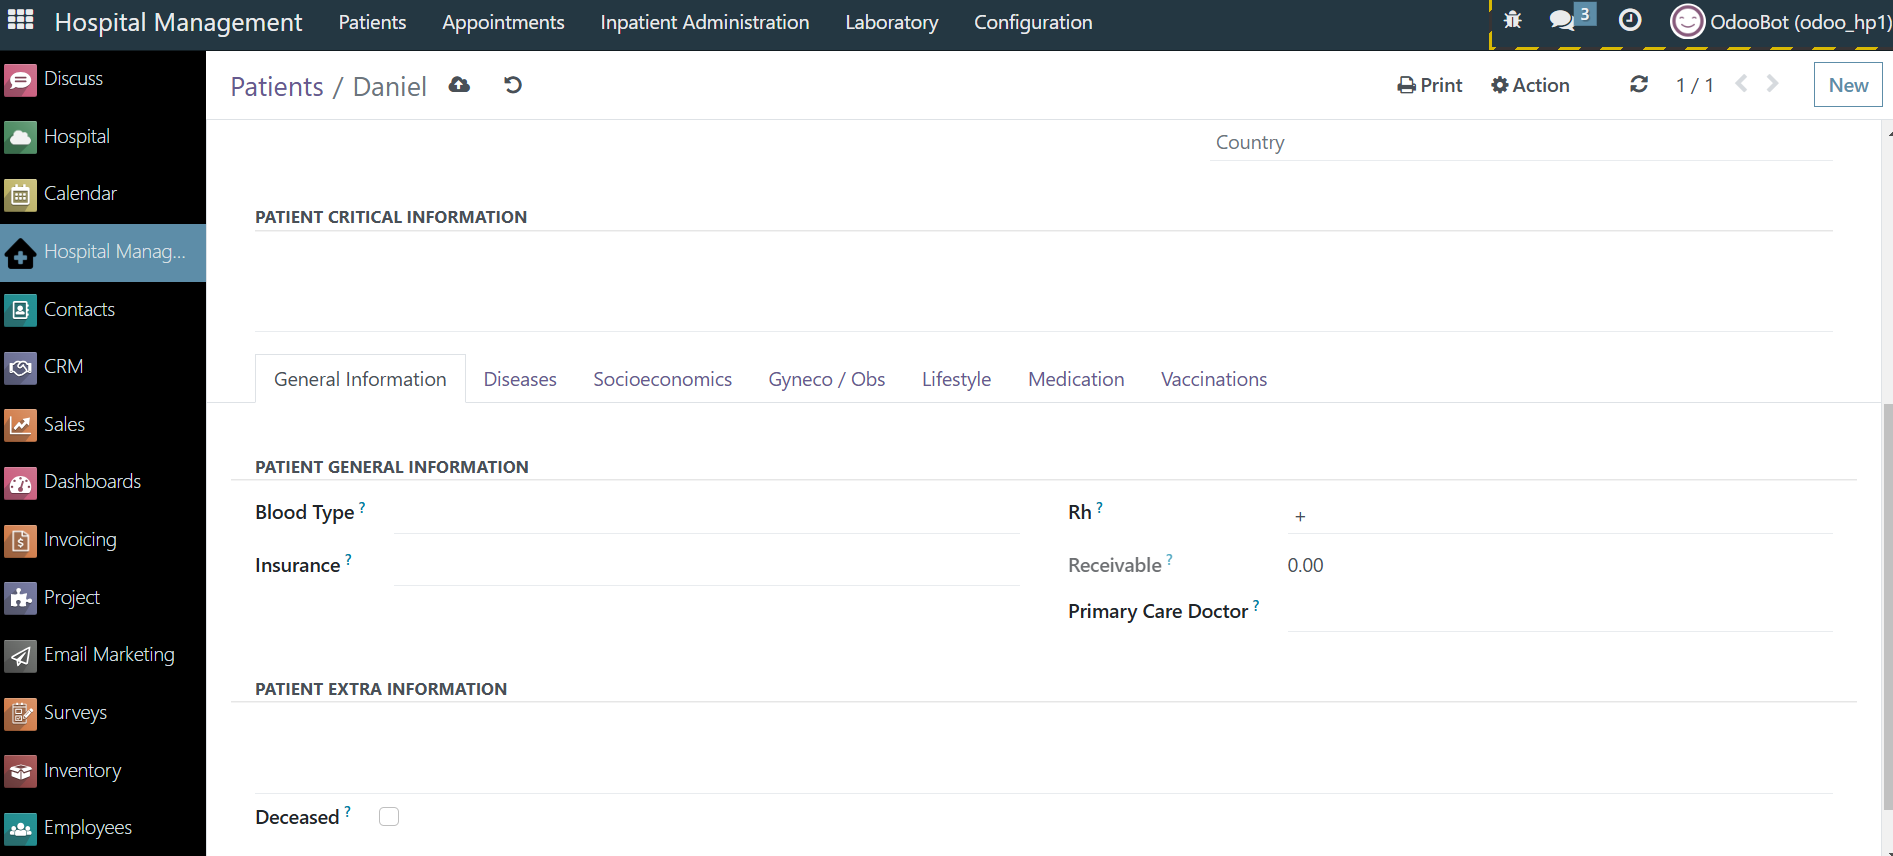 Hospital Management Patients Appointments Inpatient Administration Laboratory Configuration 3 OdooBot (odoo_hp1)
Discuss
Hospital
Calendar
Hospital Manag...
Contacts
CRM
Sales
Dashboards
Invoicing
Project
Email Marketing
Surveys
Inventory
Employees
Patients / Daniel Print Action 1 / 1 New
Country
PATIENT CRITICAL INFORMATION
General Information Diseases Socioeconomics Gyneco / Obs Lifestyle Medication Vaccinations
PATIENT GENERAL INFORMATION
Blood Type ? Rh ? +
Insurance ? Receivable ? 0.00
Primary Care Doctor ?
PATIENT EXTRA INFORMATION
Deceased ?